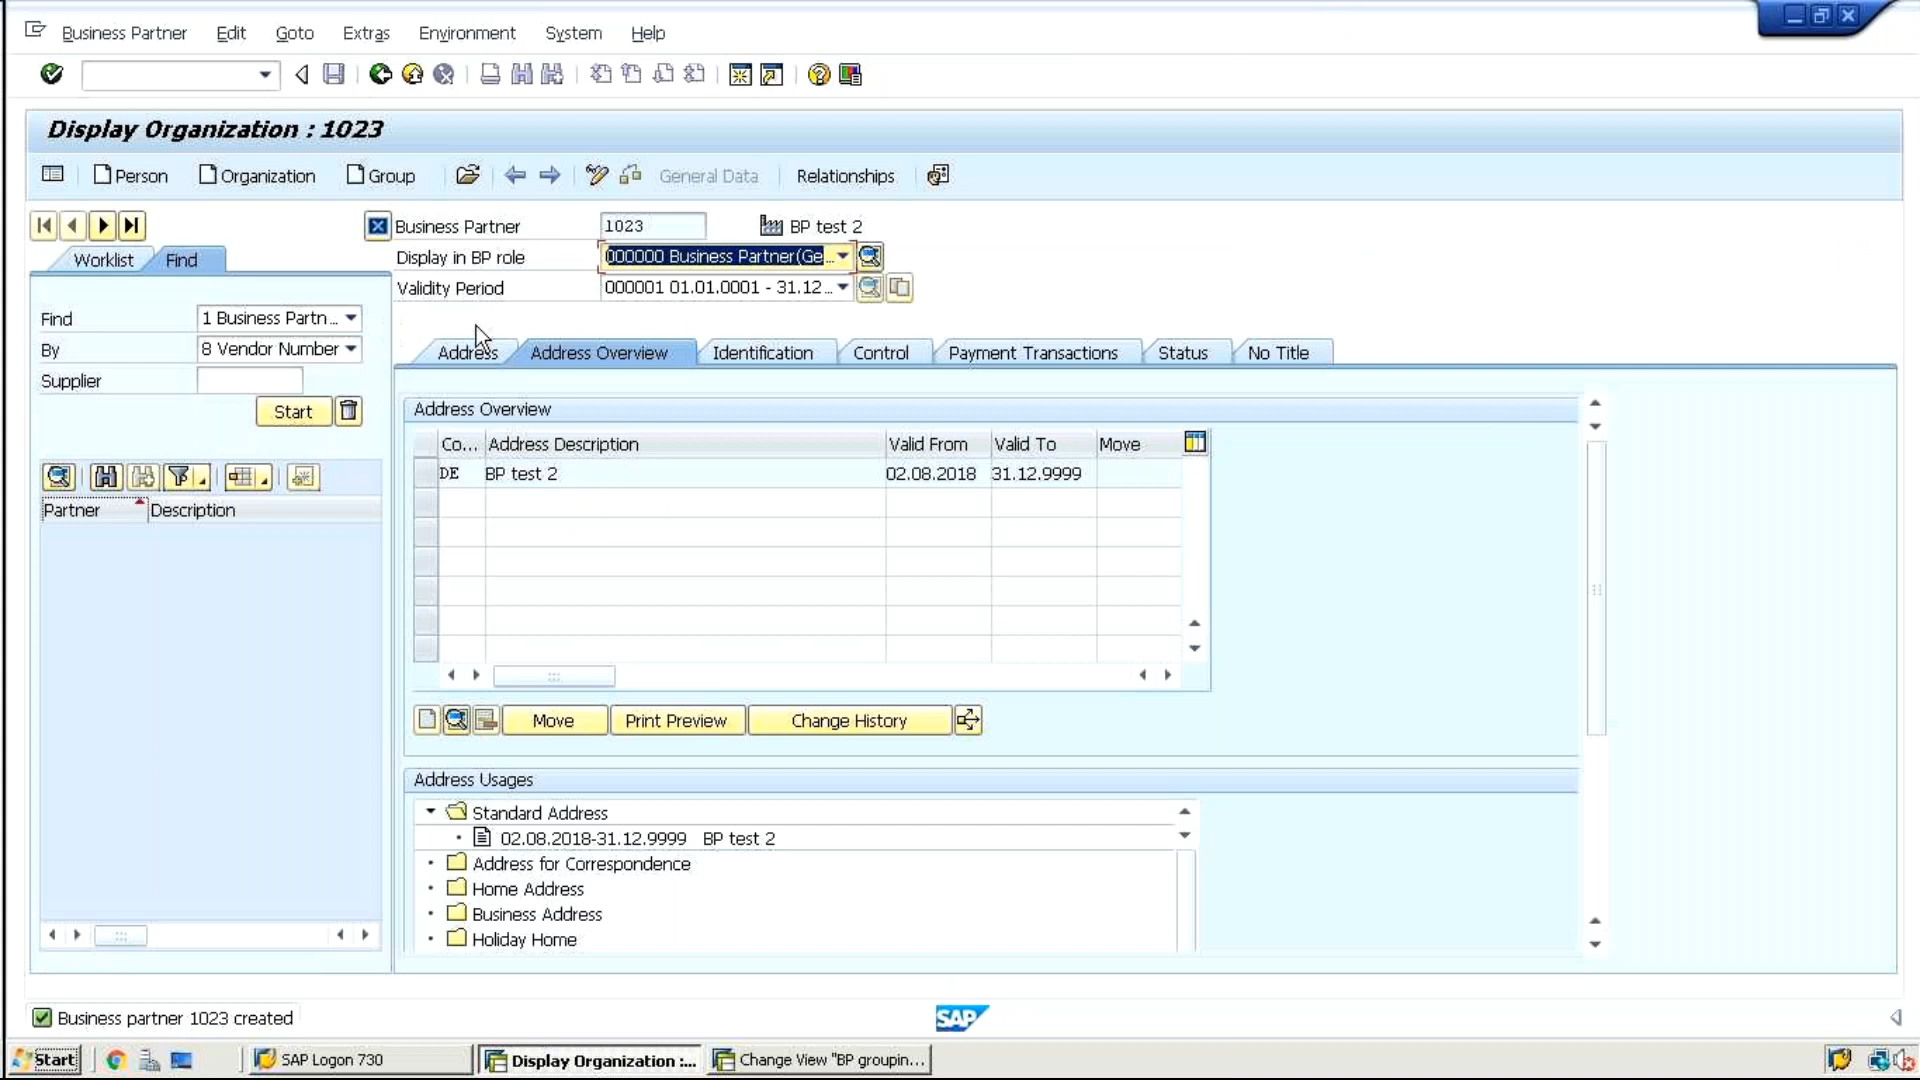 Business Partner Edit Goto Extras Environment System Help
Display Organization : 1023
Person Organization Group General Data Relationships
Business Partner 1023 BP test 2
Worklist Find
Display in BP role 000000 Business Partner(Ge...
Validity Period 000001 01.01.0001 - 31.12...
Find 1 Business Partn...
By 8 Vendor Number
Supplier
Start
Address Address Overview Identification Control Payment Transactions Status No Title
Address Overview
Co... Address Description Valid From Valid To Move
DE BP test 2 02.08.2018 31.12.9999
Partner Description
Move Print Preview Change History
Address Usages
Standard Address
02.08.2018-31.12.9999 BP test 2
Address for Correspondence
Home Address
Business Address
Holiday Home
Business partner 1023 created
SAP
Start SAP Logon 730 Display Organization :... Change View "BP groupin...